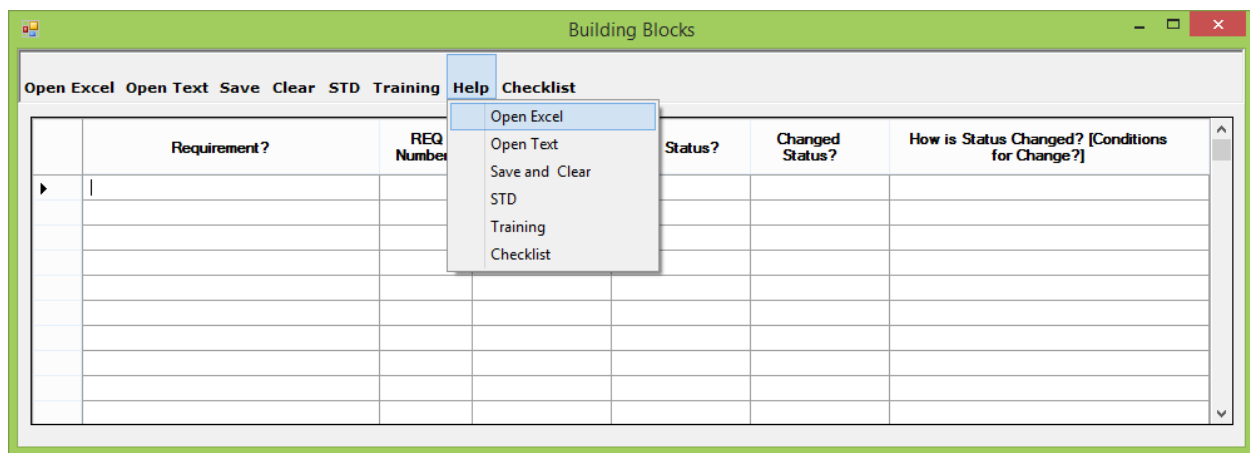 Building Blocks
Open Excel Open Text Save Clear STD Training Help Checklist
Open Excel
Open Text
Save and Clear
STD
Training
Checklist
Requirement?
REQ
Number
Status?
Changed
Status?
How is Status Changed? [Conditions
for Change?]